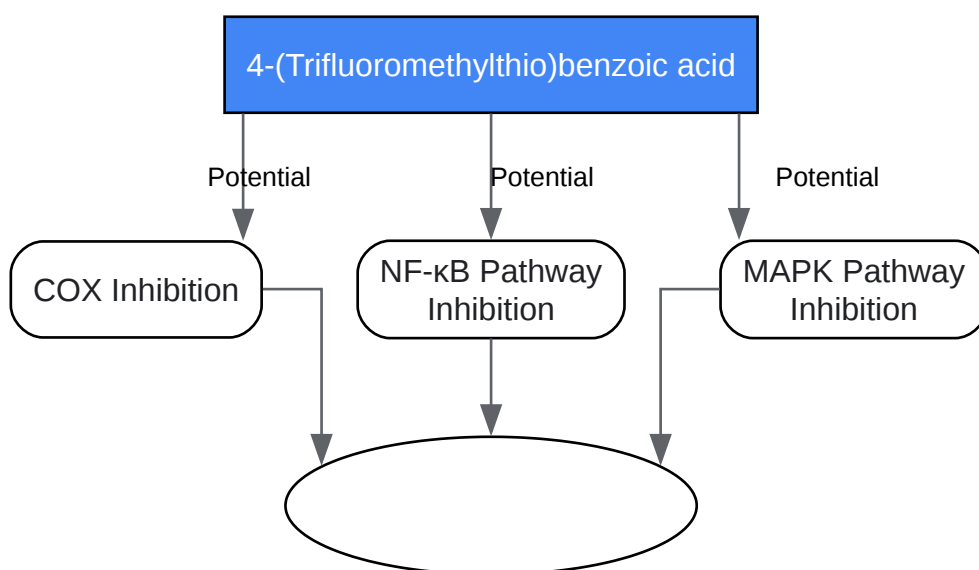 4-(Trifluoromethylthio)benzoic acid
Potential
Potential
Potential
COX Inhibition
NF-κB Pathway
Inhibition
MAPK Pathway
Inhibition